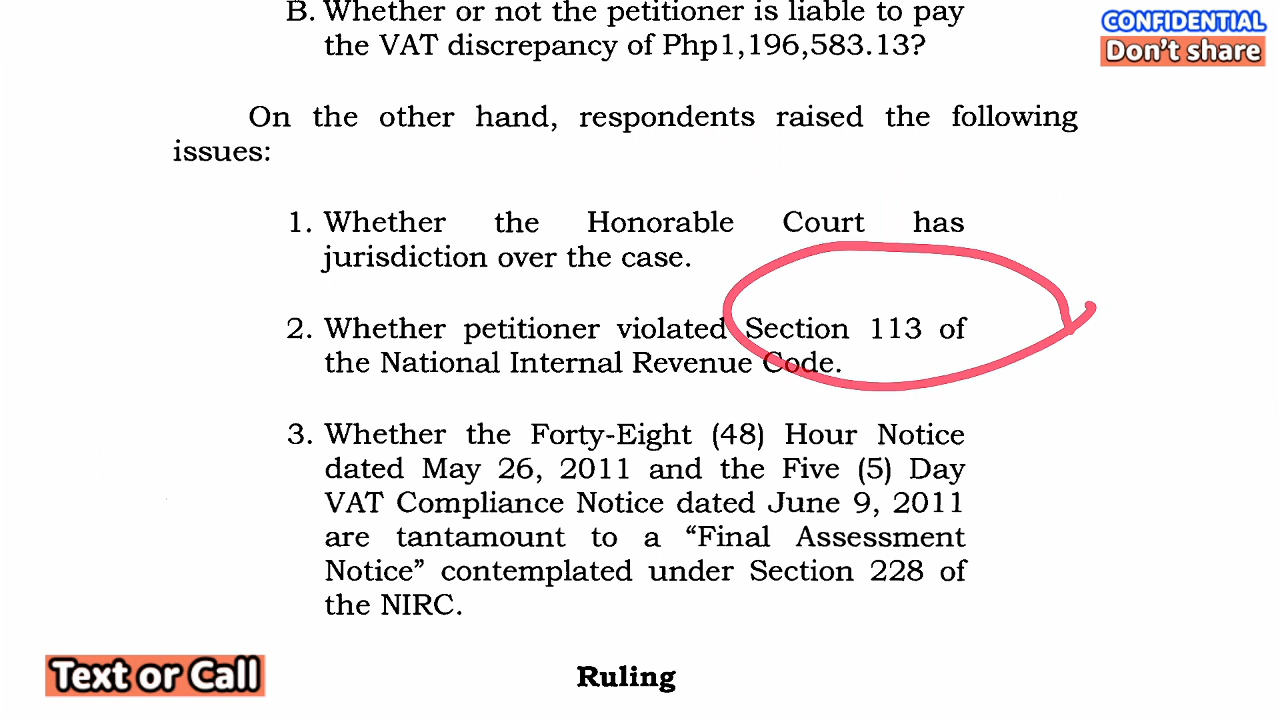 B. Whether or not the petitioner is liable to pay
the VAT discrepancy of Php1,196,583.13?
CONFIDENTIAL
Don't share
On the other hand, respondents raised the following
issues:
1. Whether the Honorable Court has
jurisdiction over the case.
2. Whether petitioner violated Section 113 of
the National Internal Revenue Code.
3. Whether the Forty-Eight (48) Hour Notice
dated May 26, 2011 and the Five (5) Day
VAT Compliance Notice dated June 9, 2011
are tantamount to a “Final Assessment
Notice” contemplated under Section 228 of
the NIRC.
Text or Call
Ruling